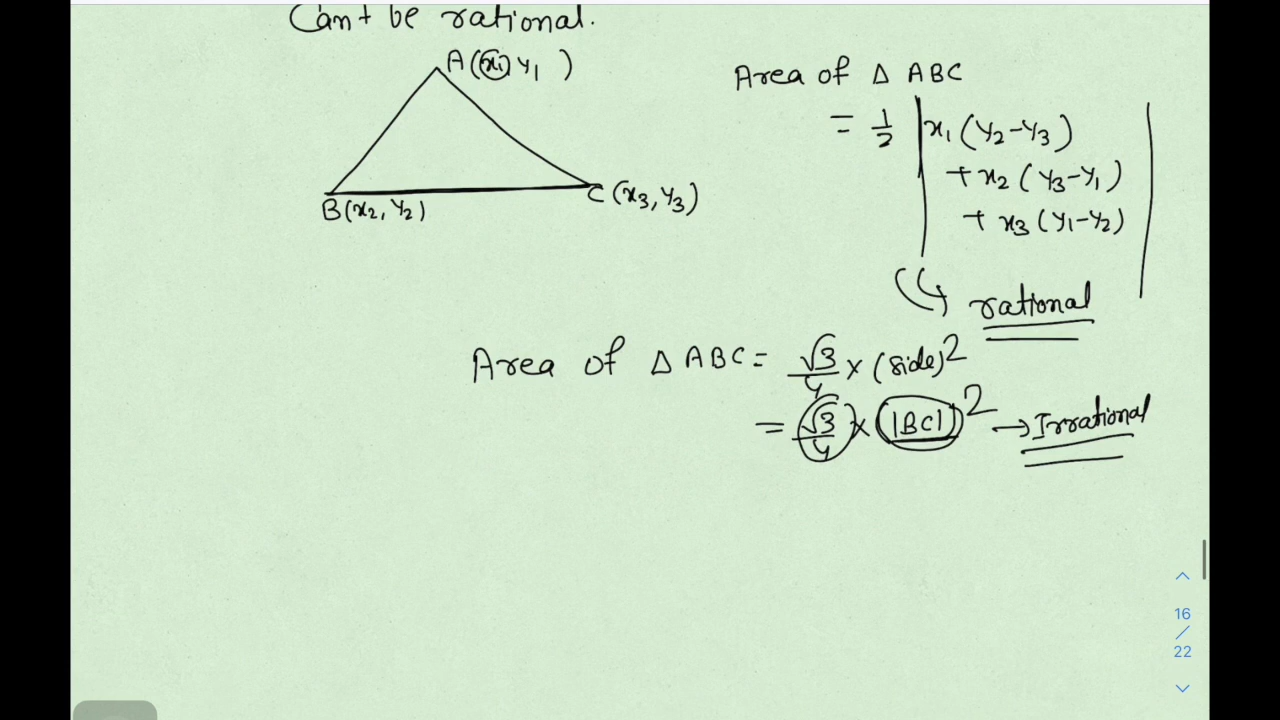 Can't be rational.
A (x₁, y₁ )
B (x₂, y₂)
C (x₃, y₃)
Area of △ ABC
= 1/2 | x₁ (y₂-y₃)
+ x₂ (y₃-y₁)
+ x₃ (y₁-y₂) |
rational
Area of △ ABC = √3/4 × (side)²
= √3/4 × (|BC|)² → Irrational
16
/
22